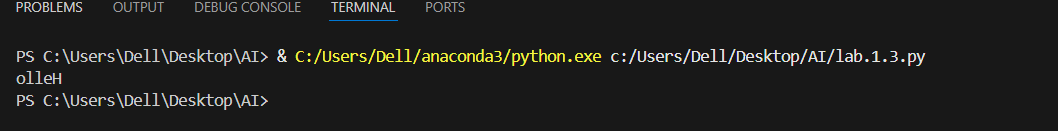 PROBLEMS OUTPUT DEBUG CONSOLE TERMINAL PORTS
PS C:\Users\Dell\Desktop\AI> & C:/Users/Dell/anaconda3/python.exe c:/Users/Dell/Desktop/AI/lab.1.3.py
olleH
PS C:\Users\Dell\Desktop\AI>